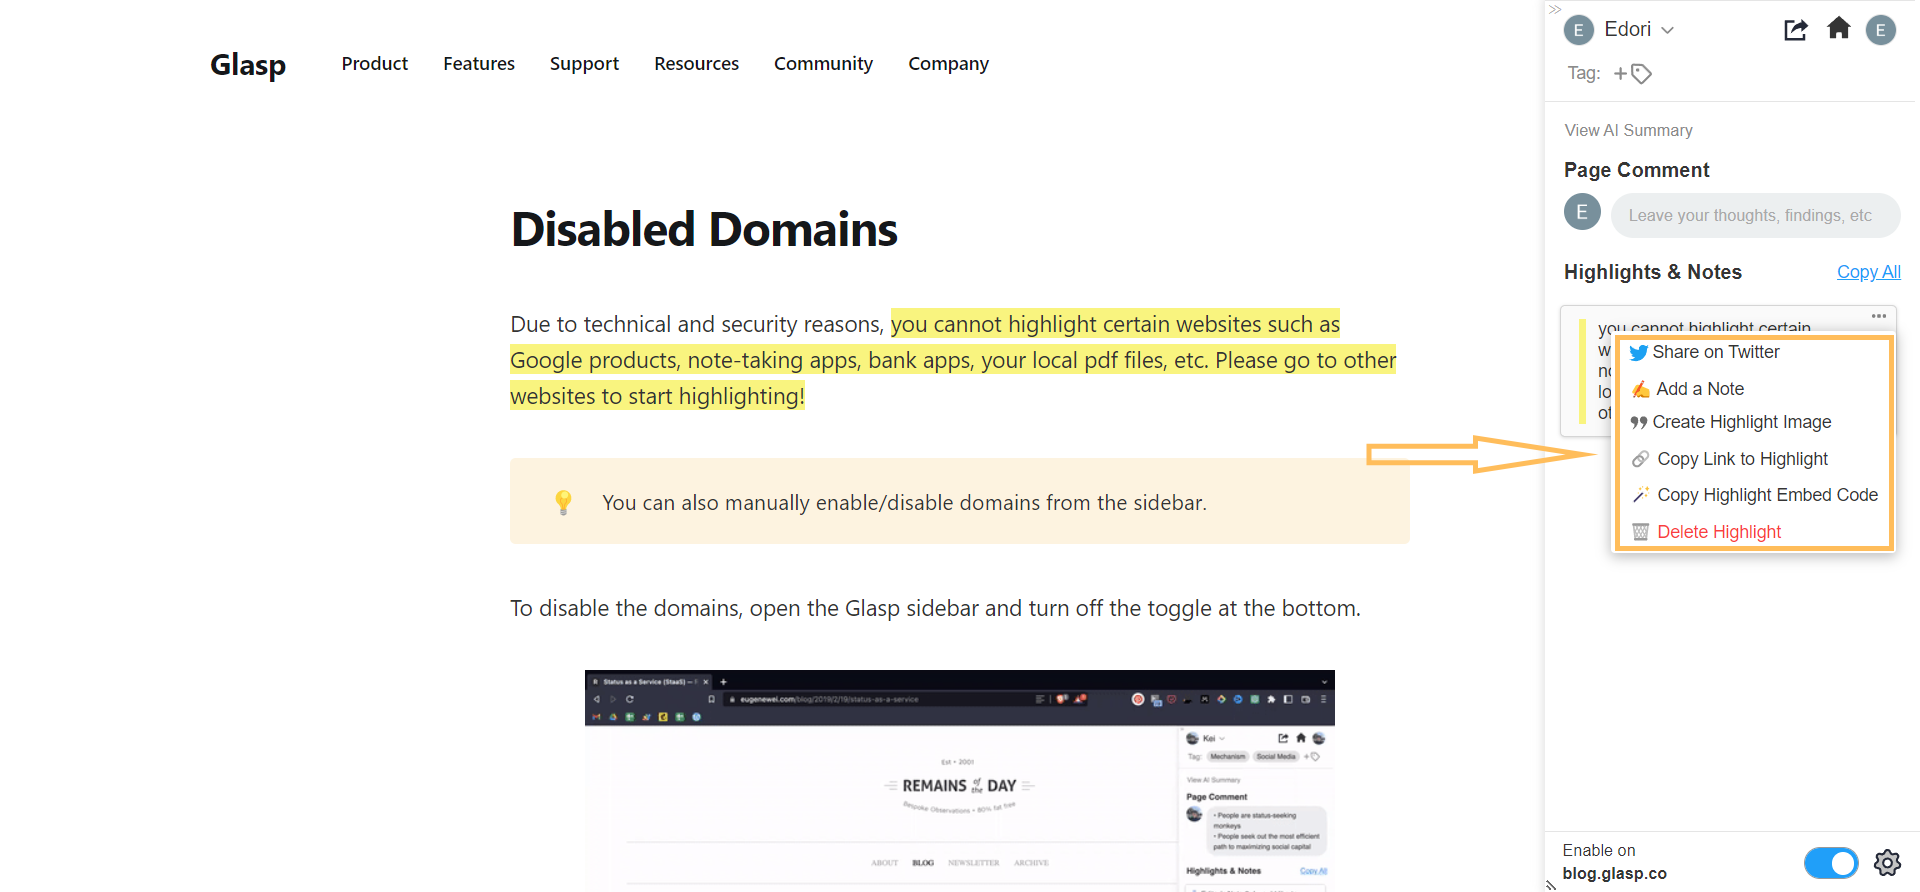 Glasp
Product Features Support Resources Community Company
Disabled Domains
Due to technical and security reasons, you cannot highlight certain websites such as
Google products, note-taking apps, bank apps, your local pdf files, etc. Please go to other
websites to start highlighting!
You can also manually enable/disable domains from the sidebar.
To disable the domains, open the Glasp sidebar and turn off the toggle at the bottom.
Status as a Service (StaaS) —
eugenewei.com/blog/2019/2/19/status-as-a-service
Est • 2001
REMAINS of the DAY
Bespoke Observations • 80% fat free
ABOUT BLOG NEWSLETTER ARCHIVE
Kei
Tag: Mechanism Social Media +
View AI Summary
Page Comment
• People are status-seeking
monkeys
• People seek out the most efficient
path to maximizing social capital
Highlights & Notes Copy All
E Edori E
Tag: +
View AI Summary
Page Comment
E Leave your thoughts, findings, etc
Highlights & Notes Copy All
you cannot highlight certain
Share on Twitter
Add a Note
Create Highlight Image
Copy Link to Highlight
Copy Highlight Embed Code
Delete Highlight
Enable on
blog.glasp.co